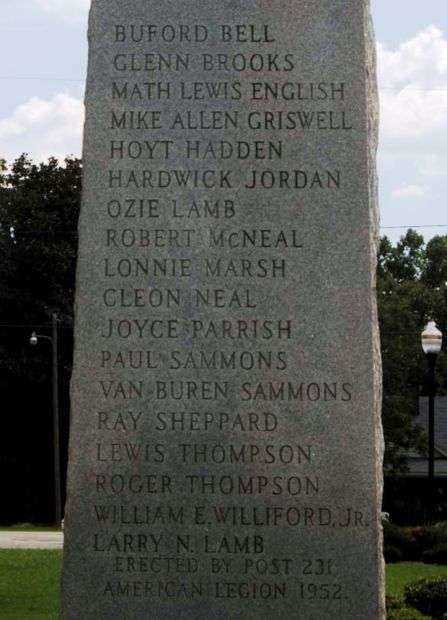 BUFORD BELL
GLENN BROOKS
MATH LEWIS ENGLISH
MIKE ALLEN GRISWELL
HOYT HADDEN
HARDWICK JORDAN
OZIE LAMB
ROBERT McNEAL
LONNIE MARSH
CLEON NEAL
JOYCE PARRISH
PAUL SAMMONS
VAN BUREN SAMMONS
RAY SHEPPARD
LEWIS THOMPSON
ROGER THOMPSON
WILLIAM E. WILLIFORD, JR.
LARRY N. LAMB
ERECTED BY POST 231.
AMERICAN LEGION 1952.